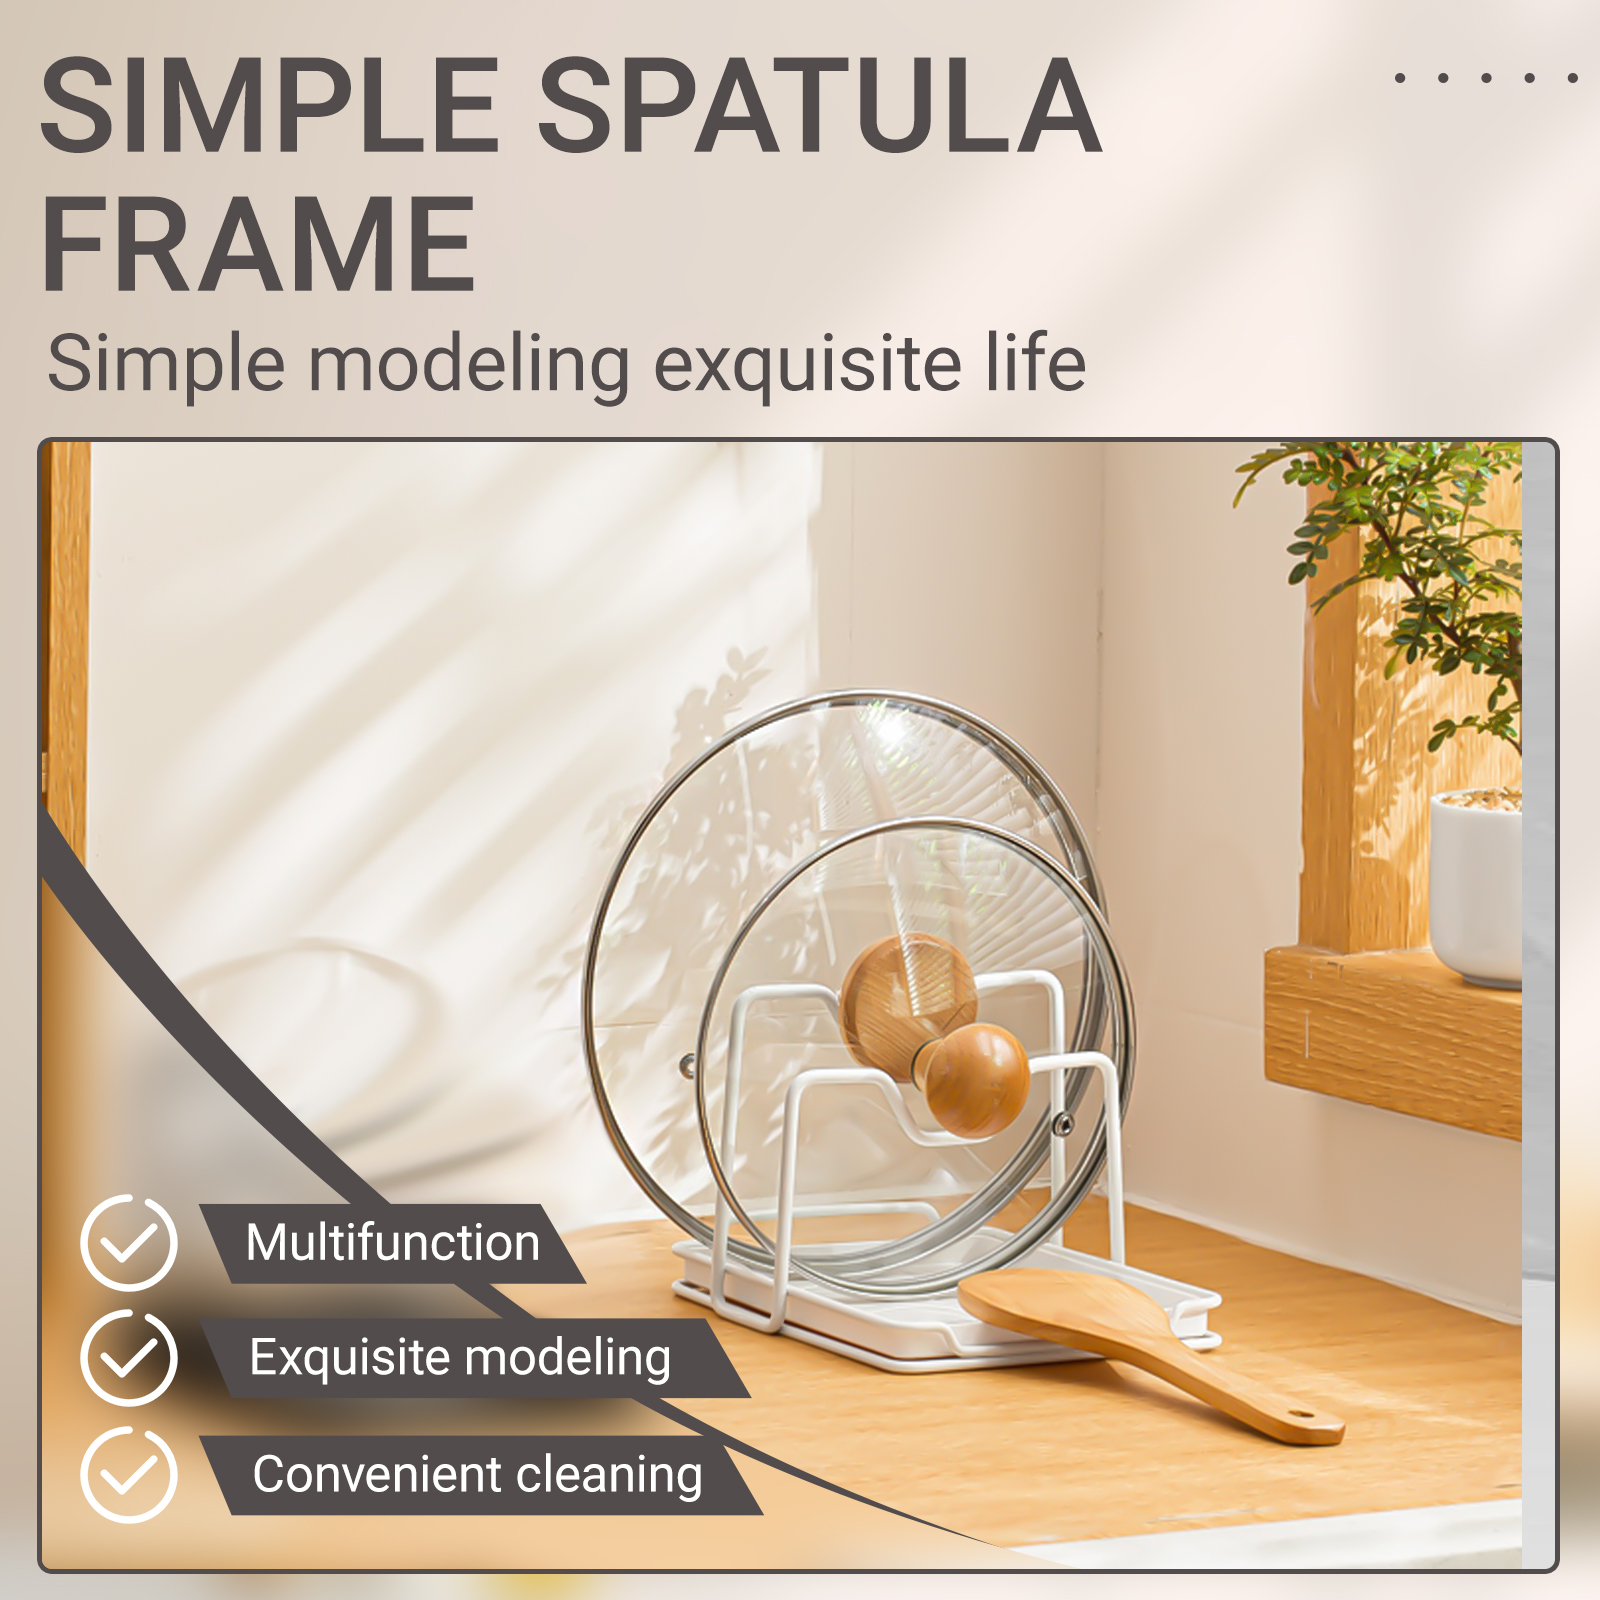 SIMPLE SPATULA
FRAME
Simple modeling exquisite life
Multifunction
Exquisite modeling
Convenient cleaning